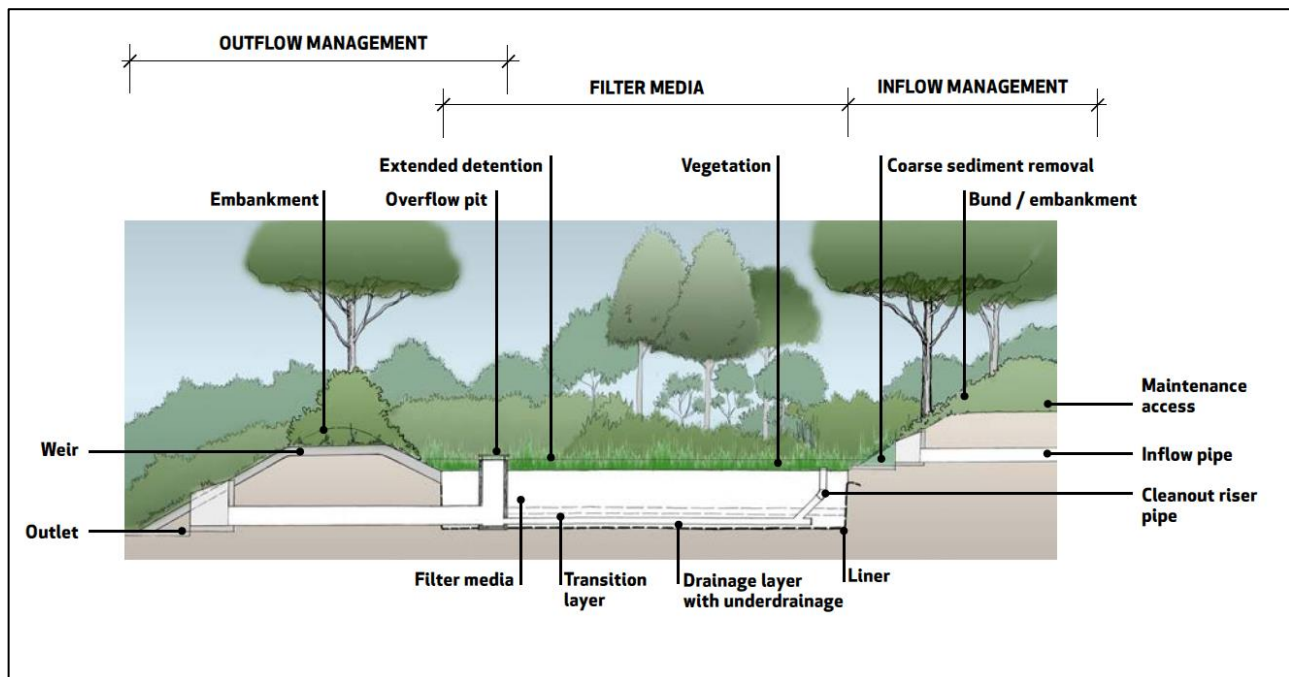 OUTFLOW MANAGEMENT
FILTER MEDIA
INFLOW MANAGEMENT
Extended detention
Vegetation
Coarse sediment removal
Embankment
Overflow pit
Bund / embankment
Maintenance
access
Weir
Inflow pipe
Cleanout riser
pipe
Outlet
Filter media
Transition
layer
Drainage layer
with underdrainage
Liner